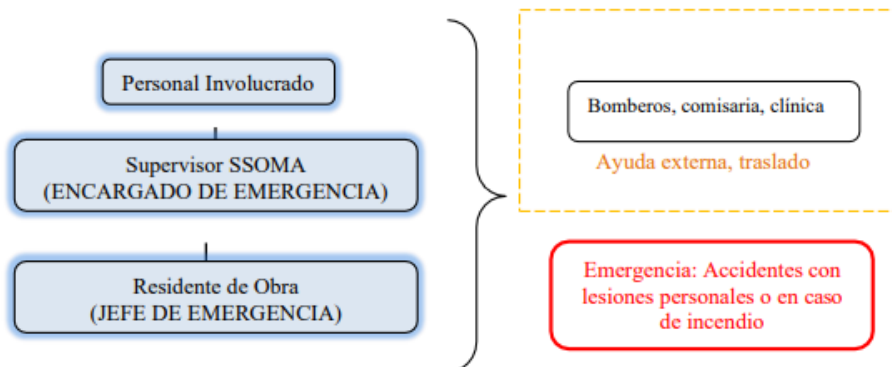 Personal Involucrado
Supervisor SSOMA
(ENCARGADO DE EMERGENCIA)
Residente de Obra
(JEFE DE EMERGENCIA)
Bomberos, comisaria, clínica
Ayuda externa, traslado
Emergencia: Accidentes con
lesiones personales o en caso
de incendio